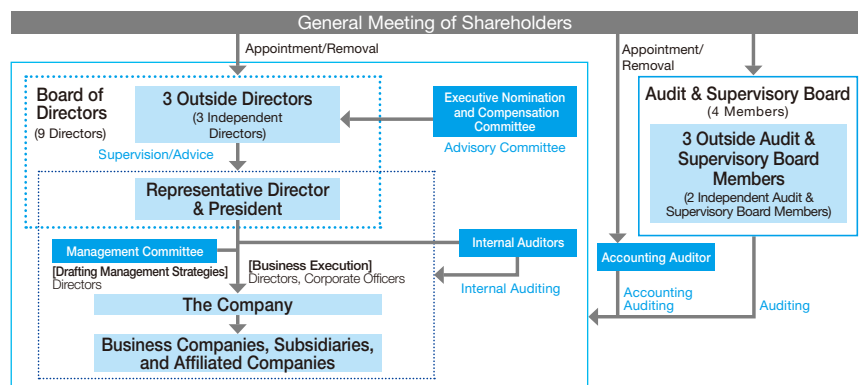 General Meeting of Shareholders
Appointment/Removal
Appointment/
Removal
Board of
Directors
(9 Directors)
3 Outside Directors
(3 Independent
Directors)
Executive Nomination
and Compensation
Committee
Advisory Committee
Audit & Supervisory Board
(4 Members)
3 Outside Audit &
Supervisory Board
Members
(2 Independent Audit &
Supervisory Board Members)
Supervision/Advice
Representative Director
& President
Management Committee
[Drafting Management Strategies]
Directors
[Business Execution]
Directors, Corporate Officers
Internal Auditors
Internal Auditing
Accounting Auditor
Accounting
Auditing
Auditing
The Company
Business Companies, Subsidiaries,
and Affiliated Companies